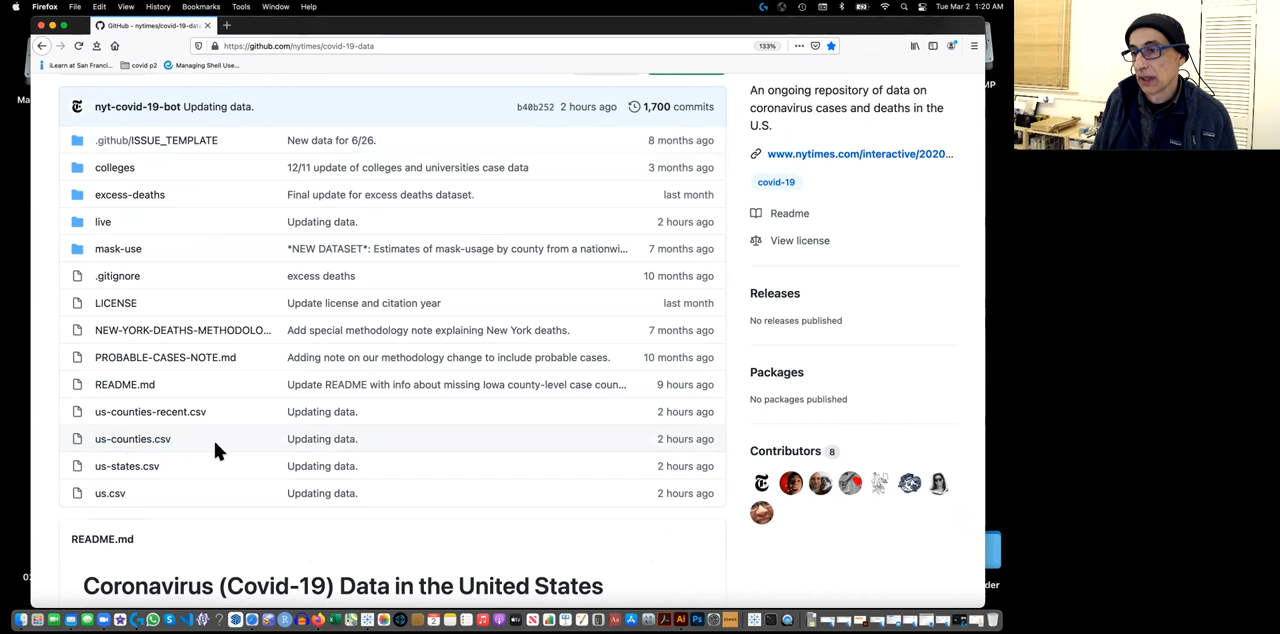 Firefox File Edit View History Bookmarks Tools Window Help Tue Mar 2 1:20 AM
GitHub - nytimes/covid-19-dat
https://github.com/nytimes/covid-19-data 133%
iLearn at San Franci... covid p2 Managing Shell Use...
nyt-covid-19-bot Updating data. b40b252 2 hours ago 1,700 commits
.github/ISSUE_TEMPLATE New data for 6/26. 8 months ago
colleges 12/11 update of colleges and universities case data 3 months ago
excess-deaths Final update for excess deaths dataset. last month
live Updating data. 2 hours ago
mask-use *NEW DATASET*: Estimates of mask-usage by county from a nationwi... 7 months ago
.gitignore excess deaths 10 months ago
LICENSE Update license and citation year last month
NEW-YORK-DEATHS-METHODOLO... Add special methodology note explaining New York deaths. 7 months ago
PROBABLE-CASES-NOTE.md Adding note on our methodology change to include probable cases. 10 months ago
README.md Update README with info about missing Iowa county-level case coun... 9 hours ago
us-counties-recent.csv Updating data. 2 hours ago
us-counties.csv Updating data. 2 hours ago
us-states.csv Updating data. 2 hours ago
us.csv Updating data. 2 hours ago
README.md
Coronavirus (Covid-19) Data in the United States
An ongoing repository of data on
coronavirus cases and deaths in the
U.S.
www.nytimes.com/interactive/2020...
covid-19
Readme
View license
Releases
No releases published
Packages
No packages published
Contributors 8